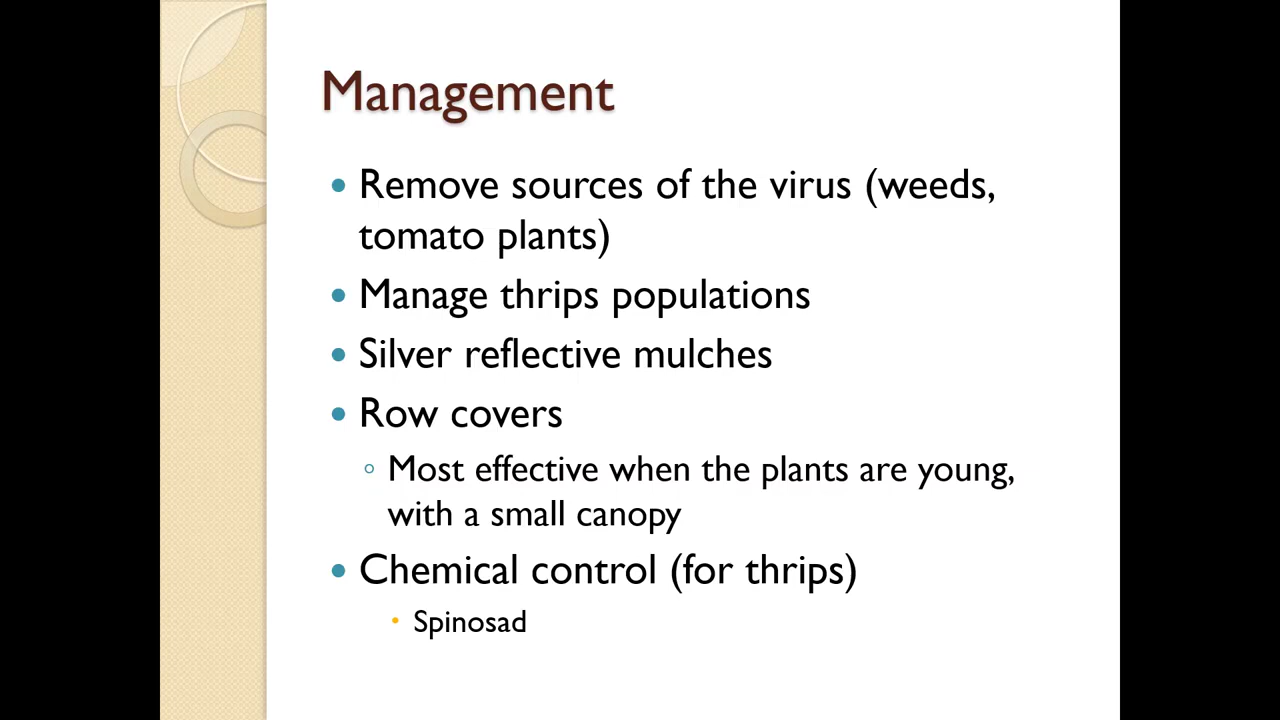 Management
• Remove sources of the virus (weeds,
tomato plants)
• Manage thrips populations
• Silver reflective mulches
• Row covers
◦ Most effective when the plants are young,
with a small canopy
• Chemical control (for thrips)
• Spinosad